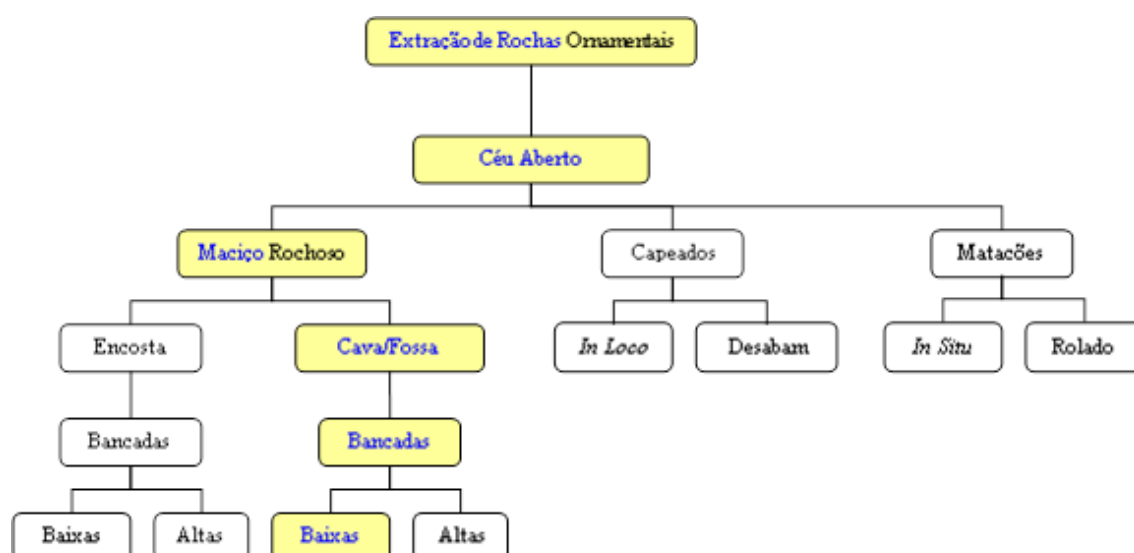 Extração de Rochas Ornamentais
Céu Aberto
Maciço Rochoso
Capeados
Matacões
Encosta
Cava/Fossa
In Loco
Desabam
In Situ
Rolado
Bancadas
Bancadas
Baixas
Altas
Baixas
Altas